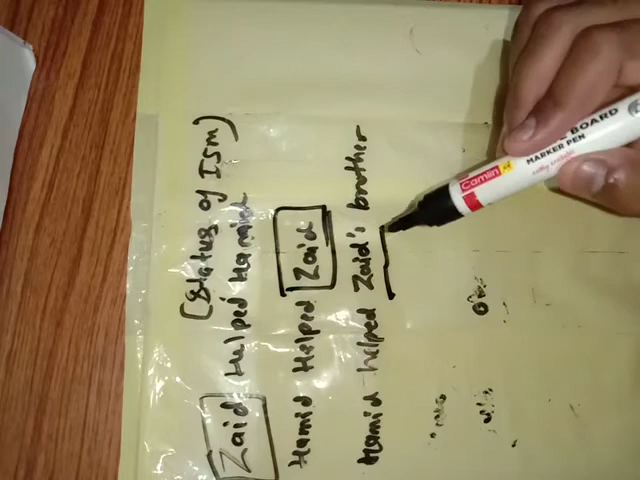 (Status of Ism)
Zaid Helped Hamid
Hamid Helped Zaid
Hamid helped Zaid's brother
Camlin
BOARD
MARKER PEN